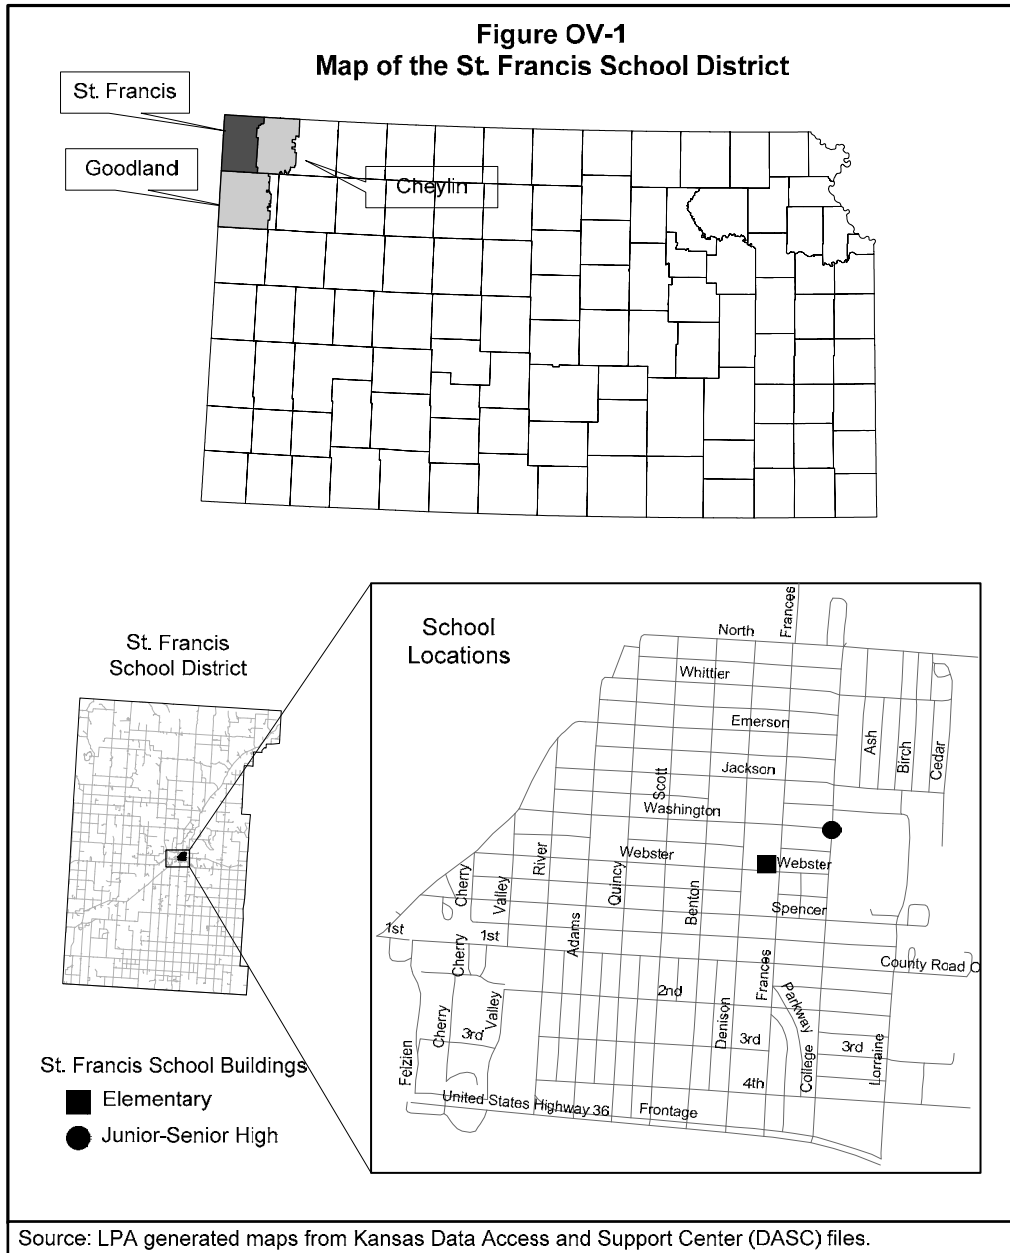 Figure OV-1
Map of the St. Francis School District
St. Francis
Goodland
Cheylin
St. Francis
School District
School
Locations
North
Frances
Whittier
Emerson
Ash
Birch
Cedar
Jackson
Scott
Washington
Webster
Webster
River
Cherry
Valley
Quincy
Benton
Spencer
Adams
1st
1st
Cherry
County Road O
Frances
2nd
Parkway
Valley
Cherry
3rd
Denison
3rd
3rd
Feizien
College
Lorraine
4th
United States Highway 36
Frontage
St. Francis School Buildings
Elementary
Junior-Senior High
Source: LPA generated maps from Kansas Data Access and Support Center (DASC) files.